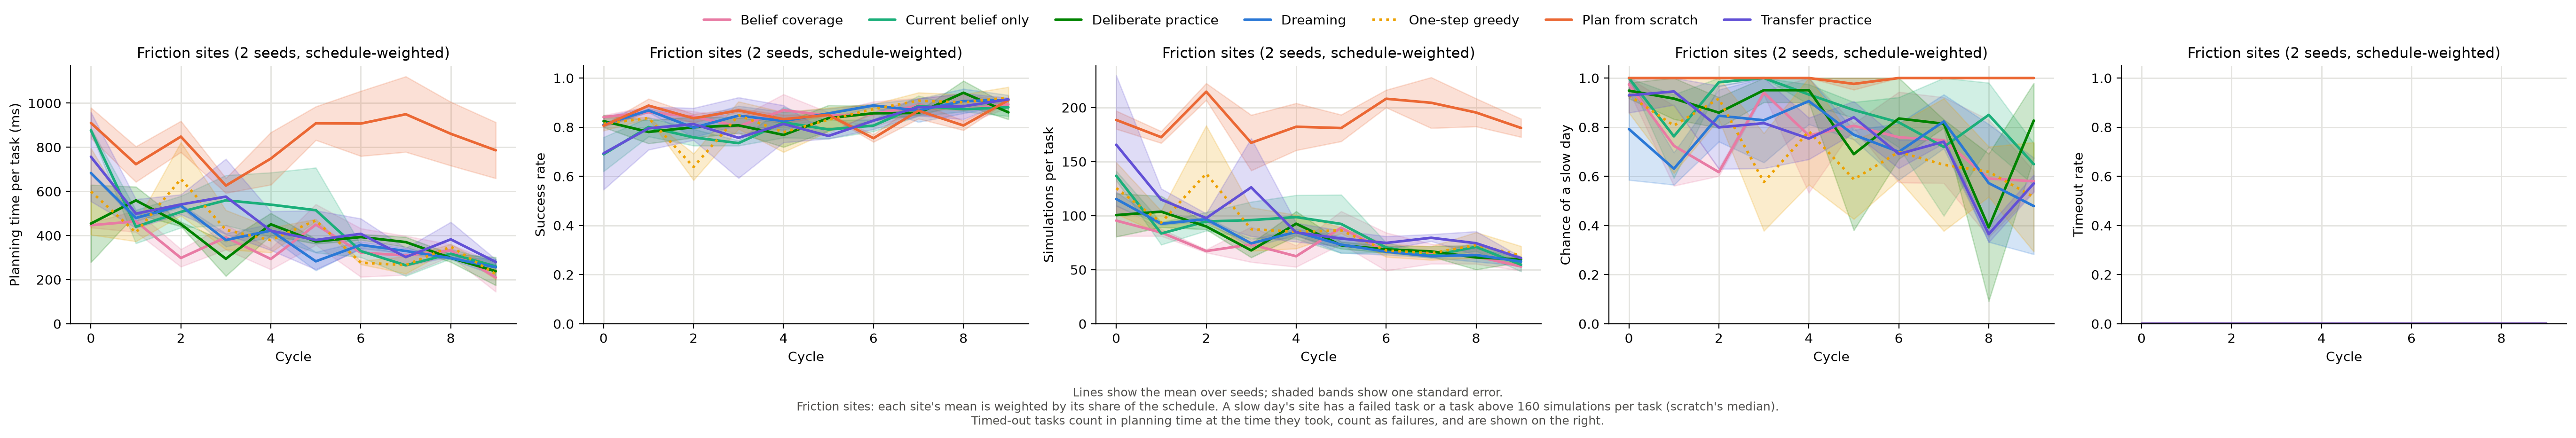 Belief coverage Current belief only Deliberate practice Dreaming One-step greedy Plan from scratch Transfer practice
Friction sites (2 seeds, schedule-weighted)
Planning time per task (ms)
1000
800
600
400
200
0
0 2 4 6 8
Cycle
Friction sites (2 seeds, schedule-weighted)
Success rate
1.0
0.8
0.6
0.4
0.2
0.0
0 2 4 6 8
Cycle
Friction sites (2 seeds, schedule-weighted)
Simulations per task
200
150
100
50
0
0 2 4 6 8
Cycle
Friction sites (2 seeds, schedule-weighted)
Chance of a slow day
1.0
0.8
0.6
0.4
0.2
0.0
0 2 4 6 8
Cycle
Friction sites (2 seeds, schedule-weighted)
Timeout rate
1.0
0.8
0.6
0.4
0.2
0.0
0 2 4 6 8
Cycle
Lines show the mean over seeds; shaded bands show one standard error.
Friction sites: each site's mean is weighted by its share of the schedule. A slow day's site has a failed task or a task above 160 simulations per task (scratch's median).
Timed-out tasks count in planning time at the time they took, count as failures, and are shown on the right.